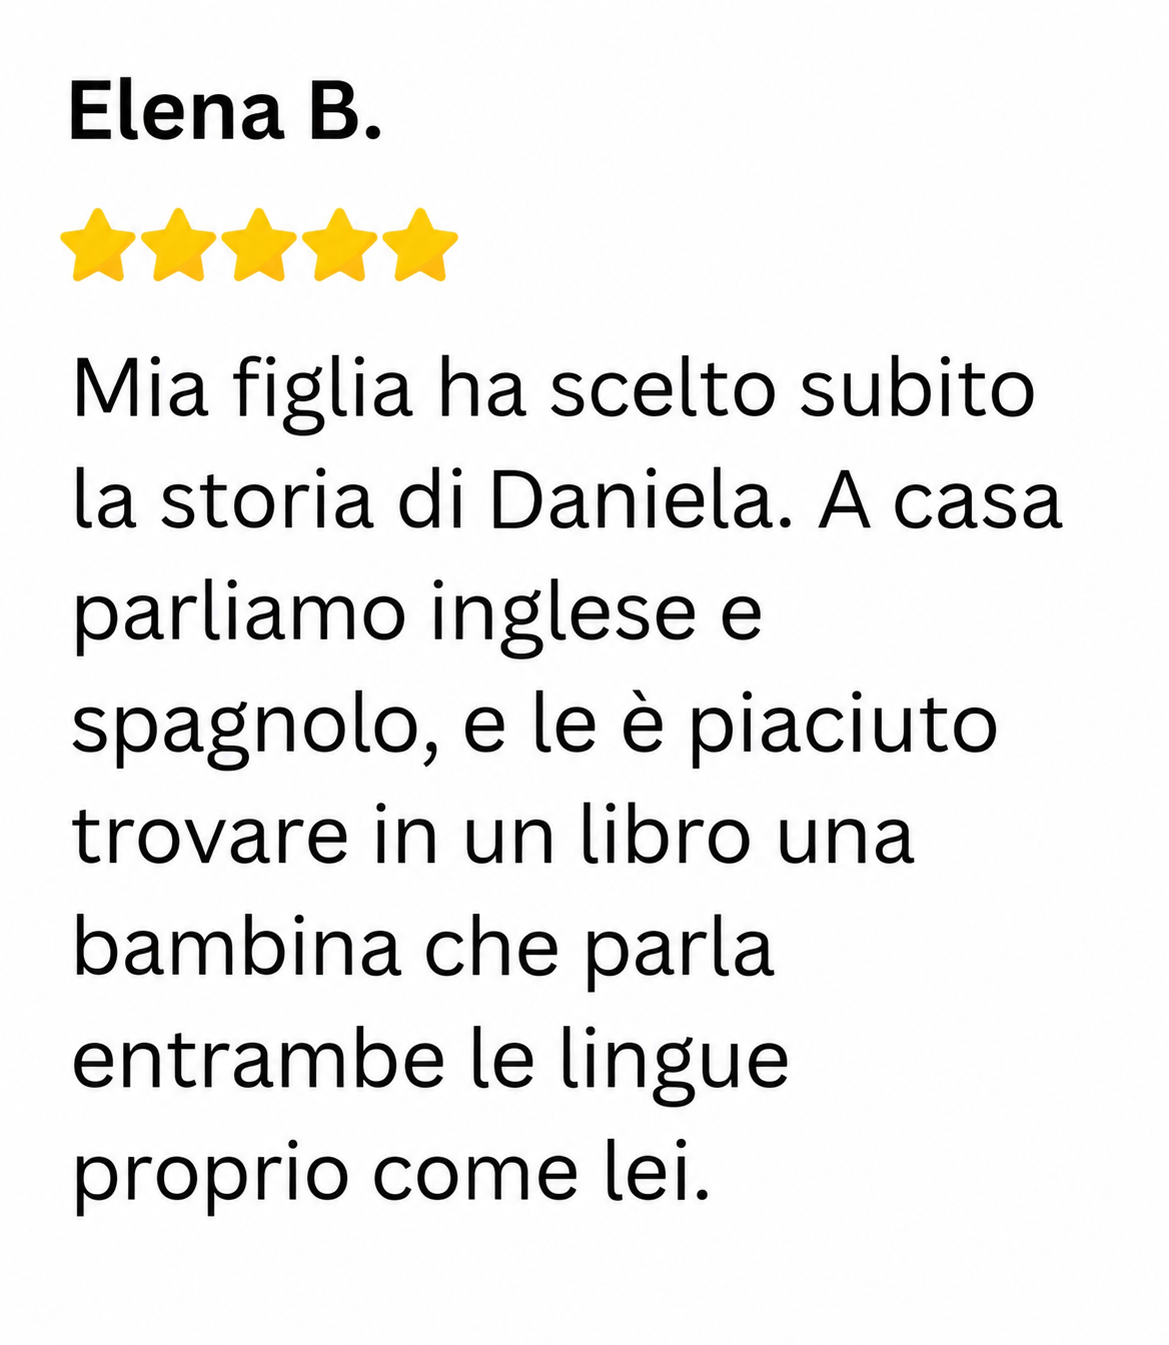 Elena B.
Mia figlia ha scelto subito
la storia di Daniela. A casa
parliamo inglese e
spagnolo, e le è piaciuto
trovare in un libro una
bambina che parla
entrambe le lingue
proprio come lei.